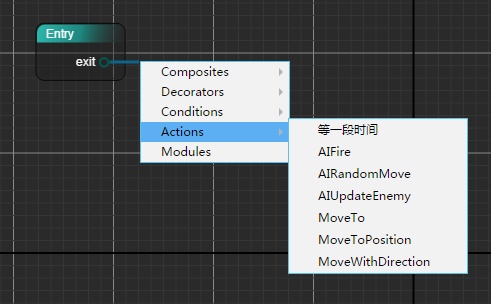 Entry
exit
Composites
Decorators
Conditions
Actions
Modules
等一段时间
AIFire
AIRandomMove
AIUpdateEnemy
MoveTo
MoveToPosition
MoveWithDirection